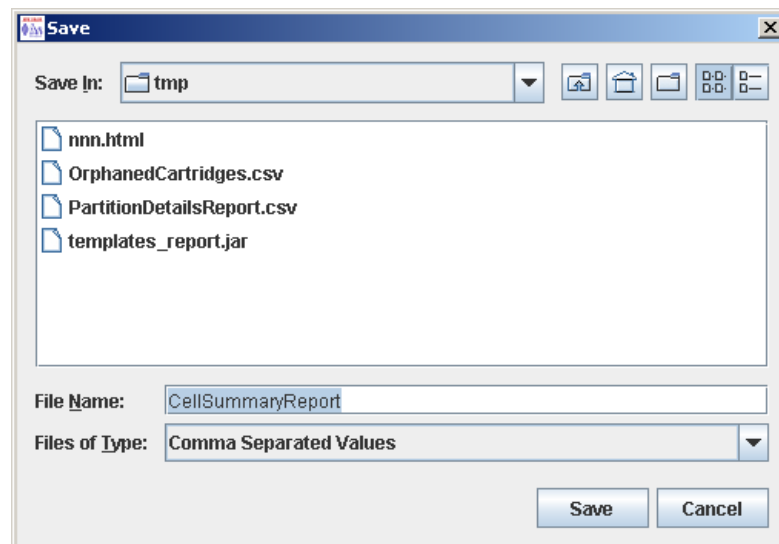 Save
Save In: tmp
nnn.html
OrphanedCartridges.csv
PartitionDetailsReport.csv
templates_report.jar
File Name: CellSummaryReport
Files of Type: Comma Separated Values
Save Cancel